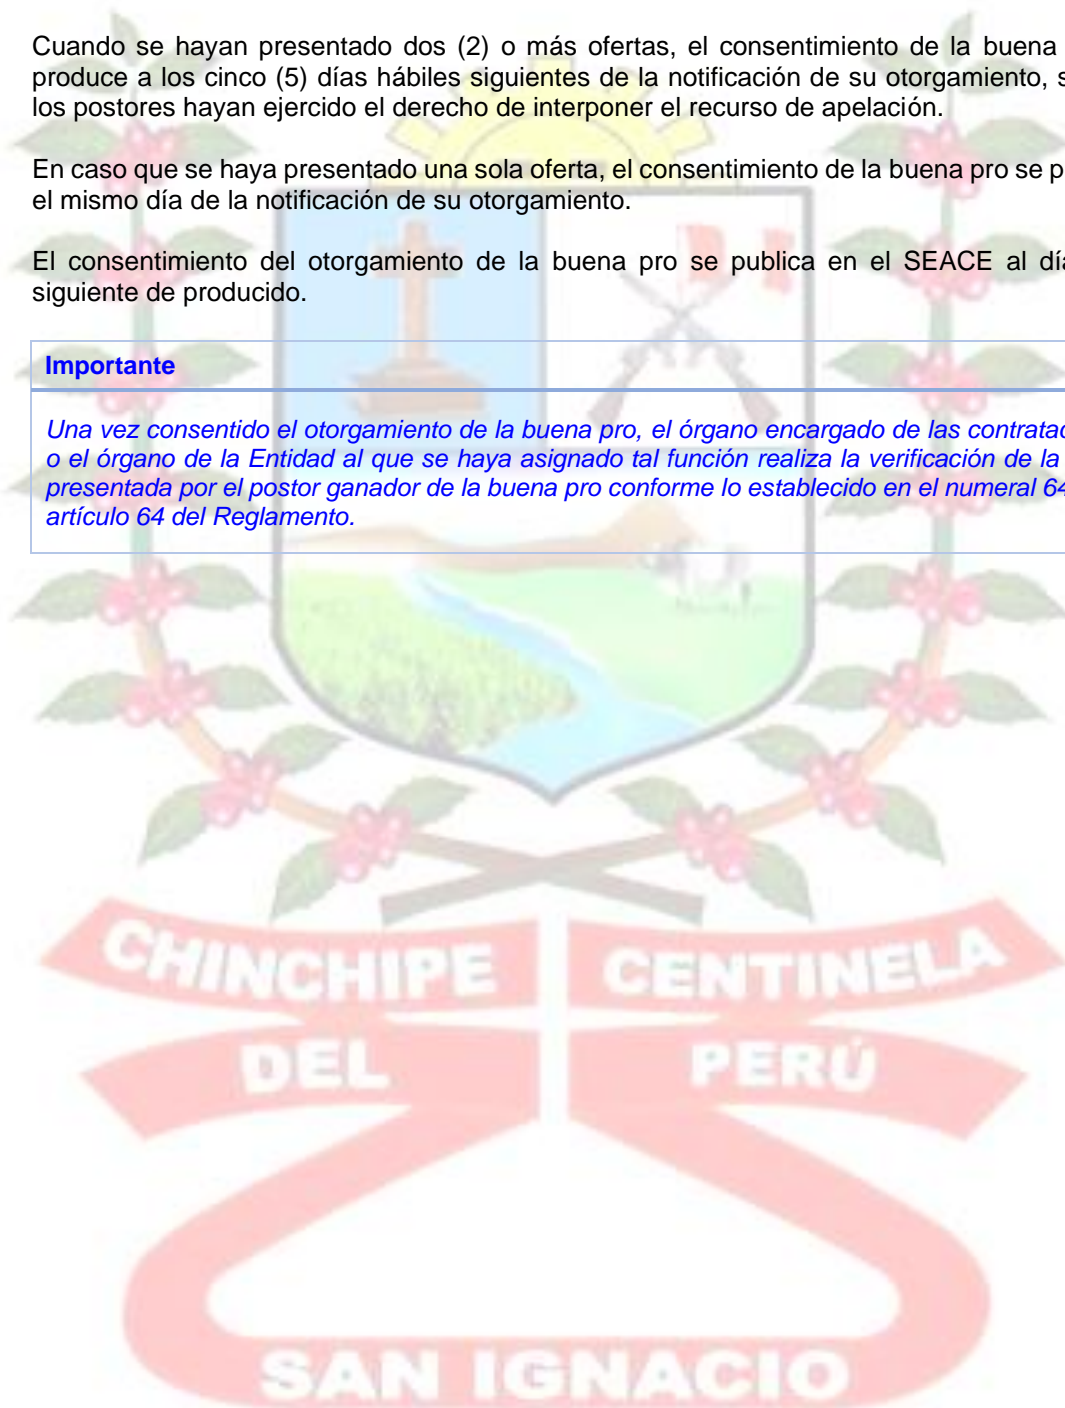 Cuando se hayan presentado dos (2) o más ofertas, el consentimiento de la buena
produce a los cinco (5) días hábiles siguientes de la notificación de su otorgamiento,
los postores hayan ejercido el derecho de interponer el recurso de apelación.
En caso que se haya presentado una sola oferta, el consentimiento de la buena pro se
el mismo día de la notificación de su otorgamiento.
El consentimiento del otorgamiento de la buena pro se publica en el SEACE al día
siguiente de producido.
Importante
Una vez consentido el otorgamiento de la buena pro, el órgano encargado de las
o el órgano de la Entidad al que se haya asignado tal función realiza la verificación de la
presentada por el postor ganador de la buena pro conforme lo establecido en el numeral
artículo 64 del Reglamento.
CHINCHIPE CENTINELA
DEL PERÚ
SAN IGNACIO